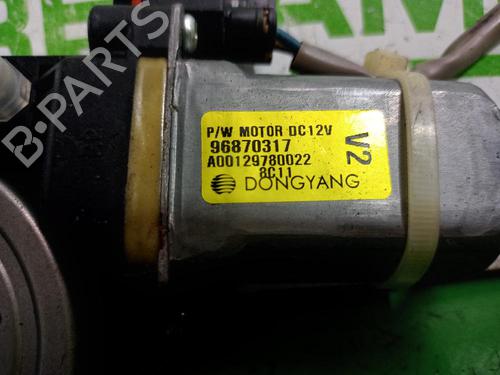 P/W MOTOR DC12V
96870317
A00129780022
8C11
DONGYANG
V2
B-PARTS